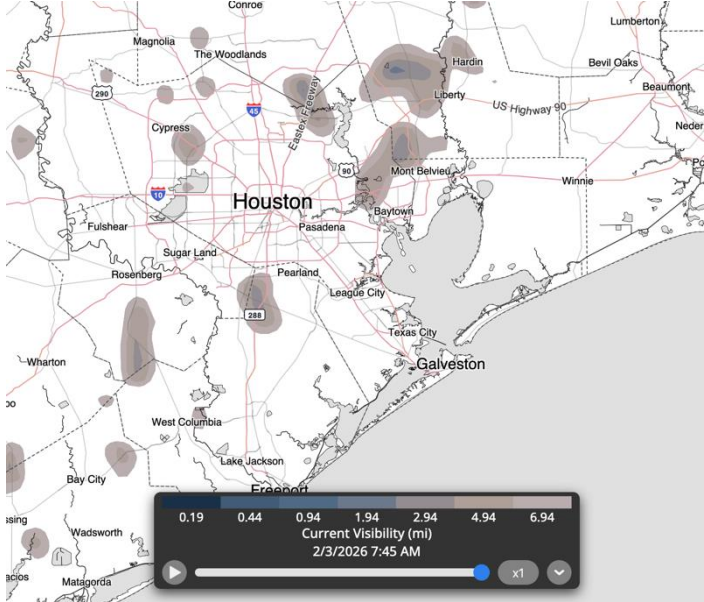 Conroe
Lumberton
Magnolia
The Woodlands
Hardin
Bevil Oaks
4
290
Liberty
Beaumont
45
Eastex Freeway
US Highway 90
Cypress
Neder
Mont Belvieu
90
Winnie
10
Houston
Baytown
Fulshear
Pasadena
Sugar Land
Rosenberg
Pearland
League City
288
Texas City
Wharton
Galveston
West Columbia
Lake Jackson
Bay City
Freeport
ssing
Wadsworth
acios
Matagorda
0.19 0.44 0.94 1.94 2.94 4.94 6.94
Current Visibility (mi)
2/3/2026 7:45 AM
x1